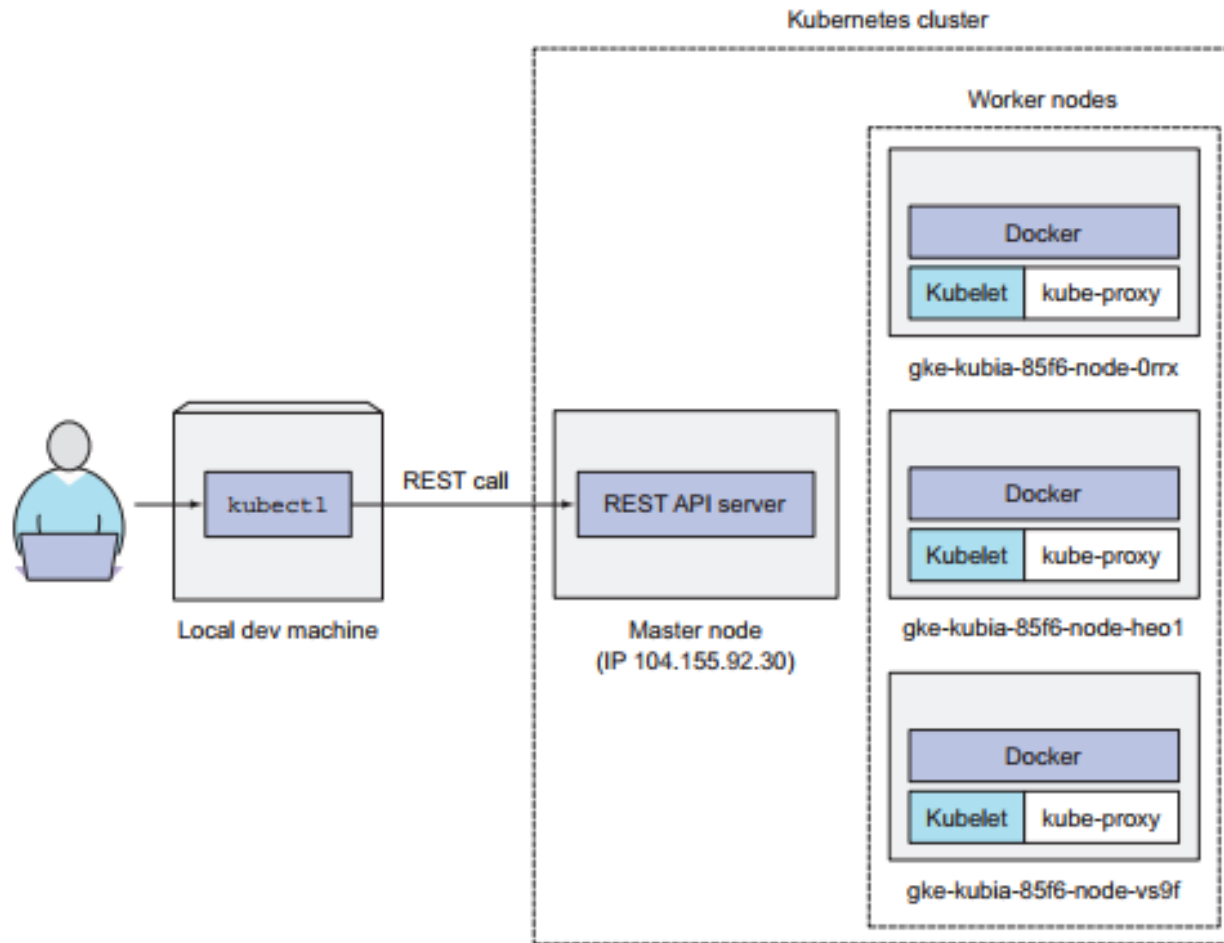 Kubernetes cluster
Worker nodes
Docker
Kubelet
kube-proxy
gke-kubia-85f6-node-0rrx
kubectl
Local dev machine
REST call
REST API server
Master node
(IP 104.155.92.30)
Docker
Kubelet
kube-proxy
gke-kubia-85f6-node-heo1
Docker
Kubelet
kube-proxy
gke-kubia-85f6-node-vs9f